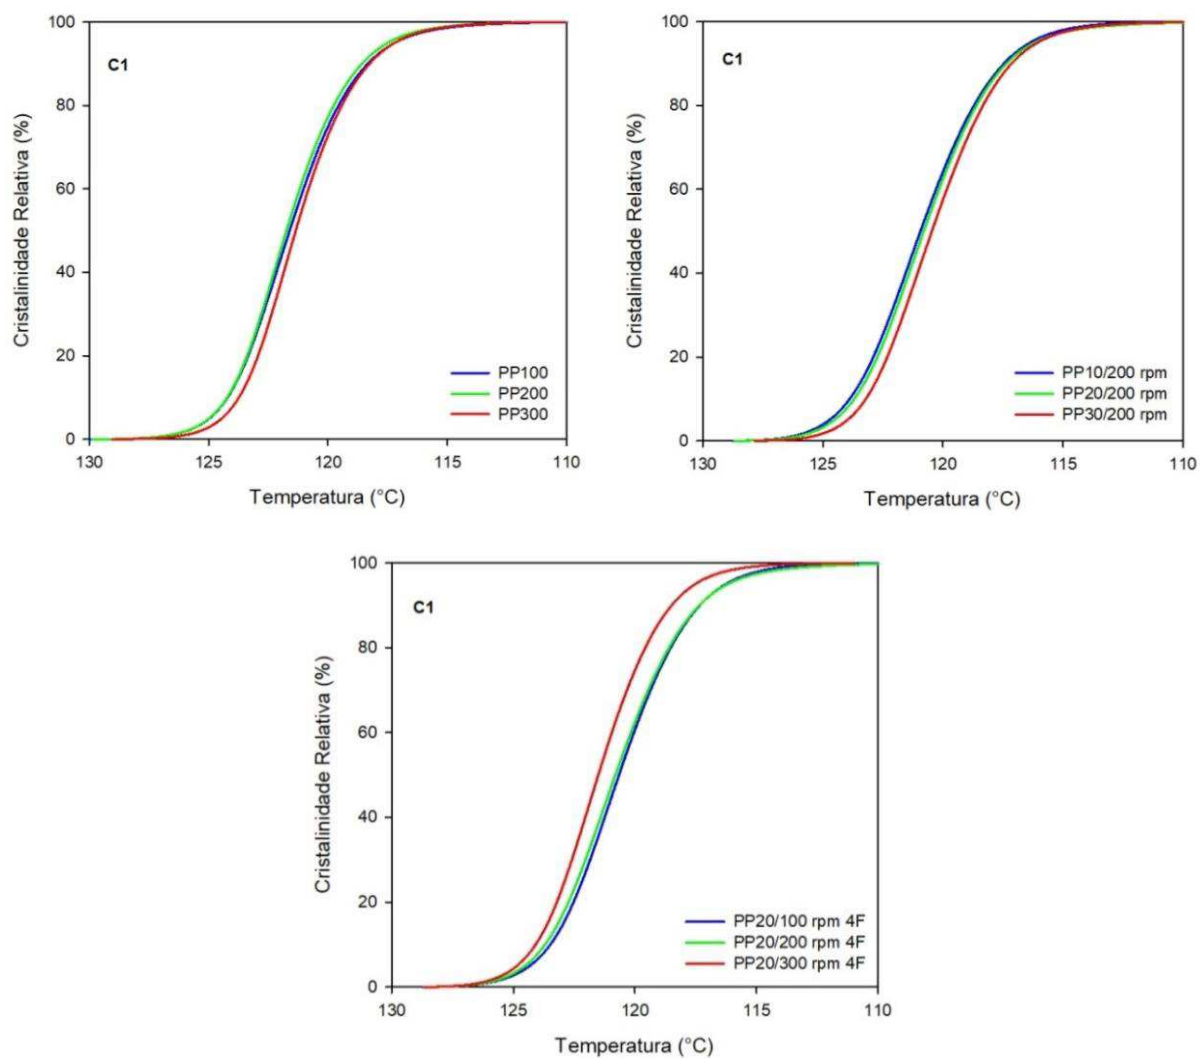 100
80
60
40
20
0
Cristalinidade Relativa (%)
C1
PP100
PP200
PP300
130 125 120 115 110
Temperatura (°C)
100
80
60
40
20
0
Cristalinidade Relativa (%)
C1
PP10/200 rpm
PP20/200 rpm
PP30/200 rpm
130 125 120 115 110
Temperatura (°C)
100
80
60
40
20
0
Cristalinidade Relativa (%)
C1
PP20/100 rpm 4F
PP20/200 rpm 4F
PP20/300 rpm 4F
130 125 120 115 110
Temperatura (°C)